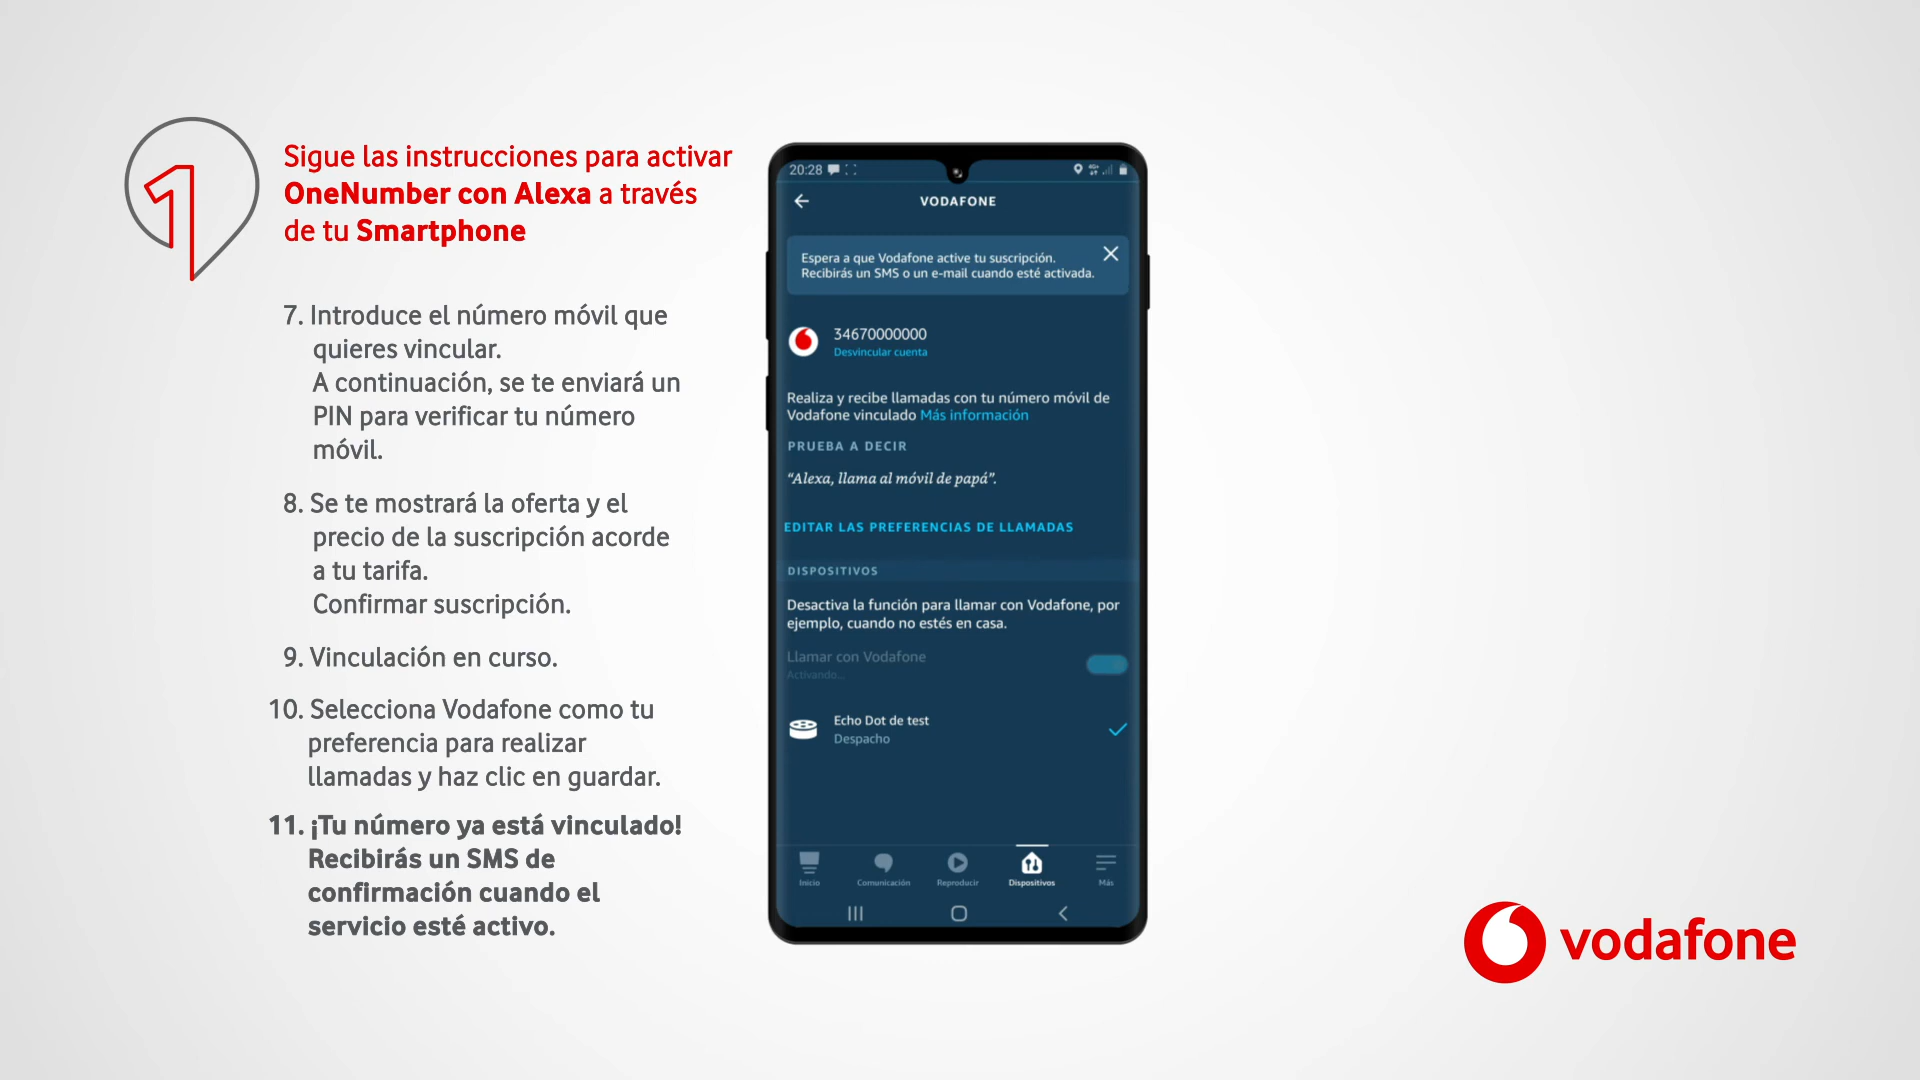 1
Sigue las instrucciones para activar
OneNumber con Alexa a través
de tu Smartphone
7. Introduce el número móvil que
quieres vincular.
A continuación, se te enviará un
PIN para verificar tu número
móvil.
8. Se te mostrará la oferta y el
precio de la suscripción acorde
a tu tarifa.
Confirmar suscripción.
9. Vinculación en curso.
10. Selecciona Vodafone como tu
preferencia para realizar
llamadas y haz clic en guardar.
11. ¡Tu número ya está vinculado!
Recibirás un SMS de
confirmación cuando el
servicio esté activo.
20:28
VODAFONE
Espera a que Vodafone active tu suscripción.
Recibirás un SMS o un e-mail cuando esté activada.
34670000000
Desvincular cuenta
Realiza y recibe llamadas con tu número móvil de
Vodafone vinculado Más información
PRUEBA A DECIR
“Alexa, llama al móvil de papá”.
EDITAR LAS PREFERENCIAS DE LLAMADAS
DISPOSITIVOS
Desactiva la función para llamar con Vodafone, por
ejemplo, cuando no estés en casa.
Llamar con Vodafone
Activando...
Echo Dot de test
Despacho
Inicio Comunicación Reproducir Dispositivos Más
vodafone